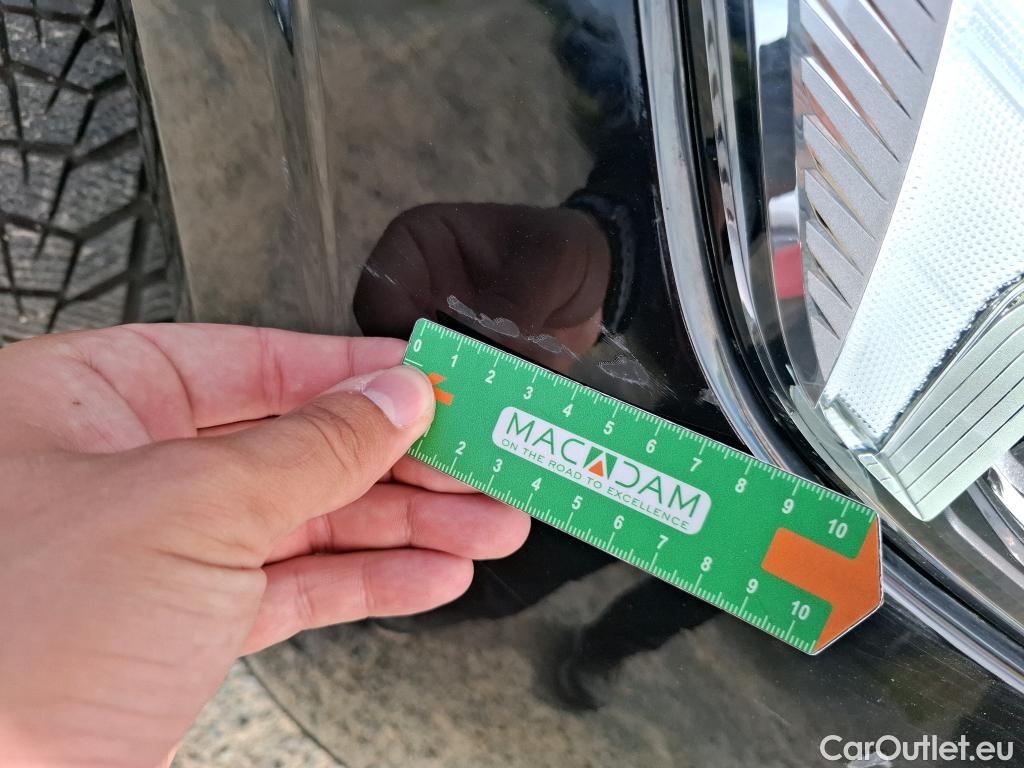 0 1 2 3 4 5 6 7 8 9 10
MACADAM
ON THE ROAD TO EXCELLENCE
2 3 4 5 6 7 8 9 10
CarOutlet.eu